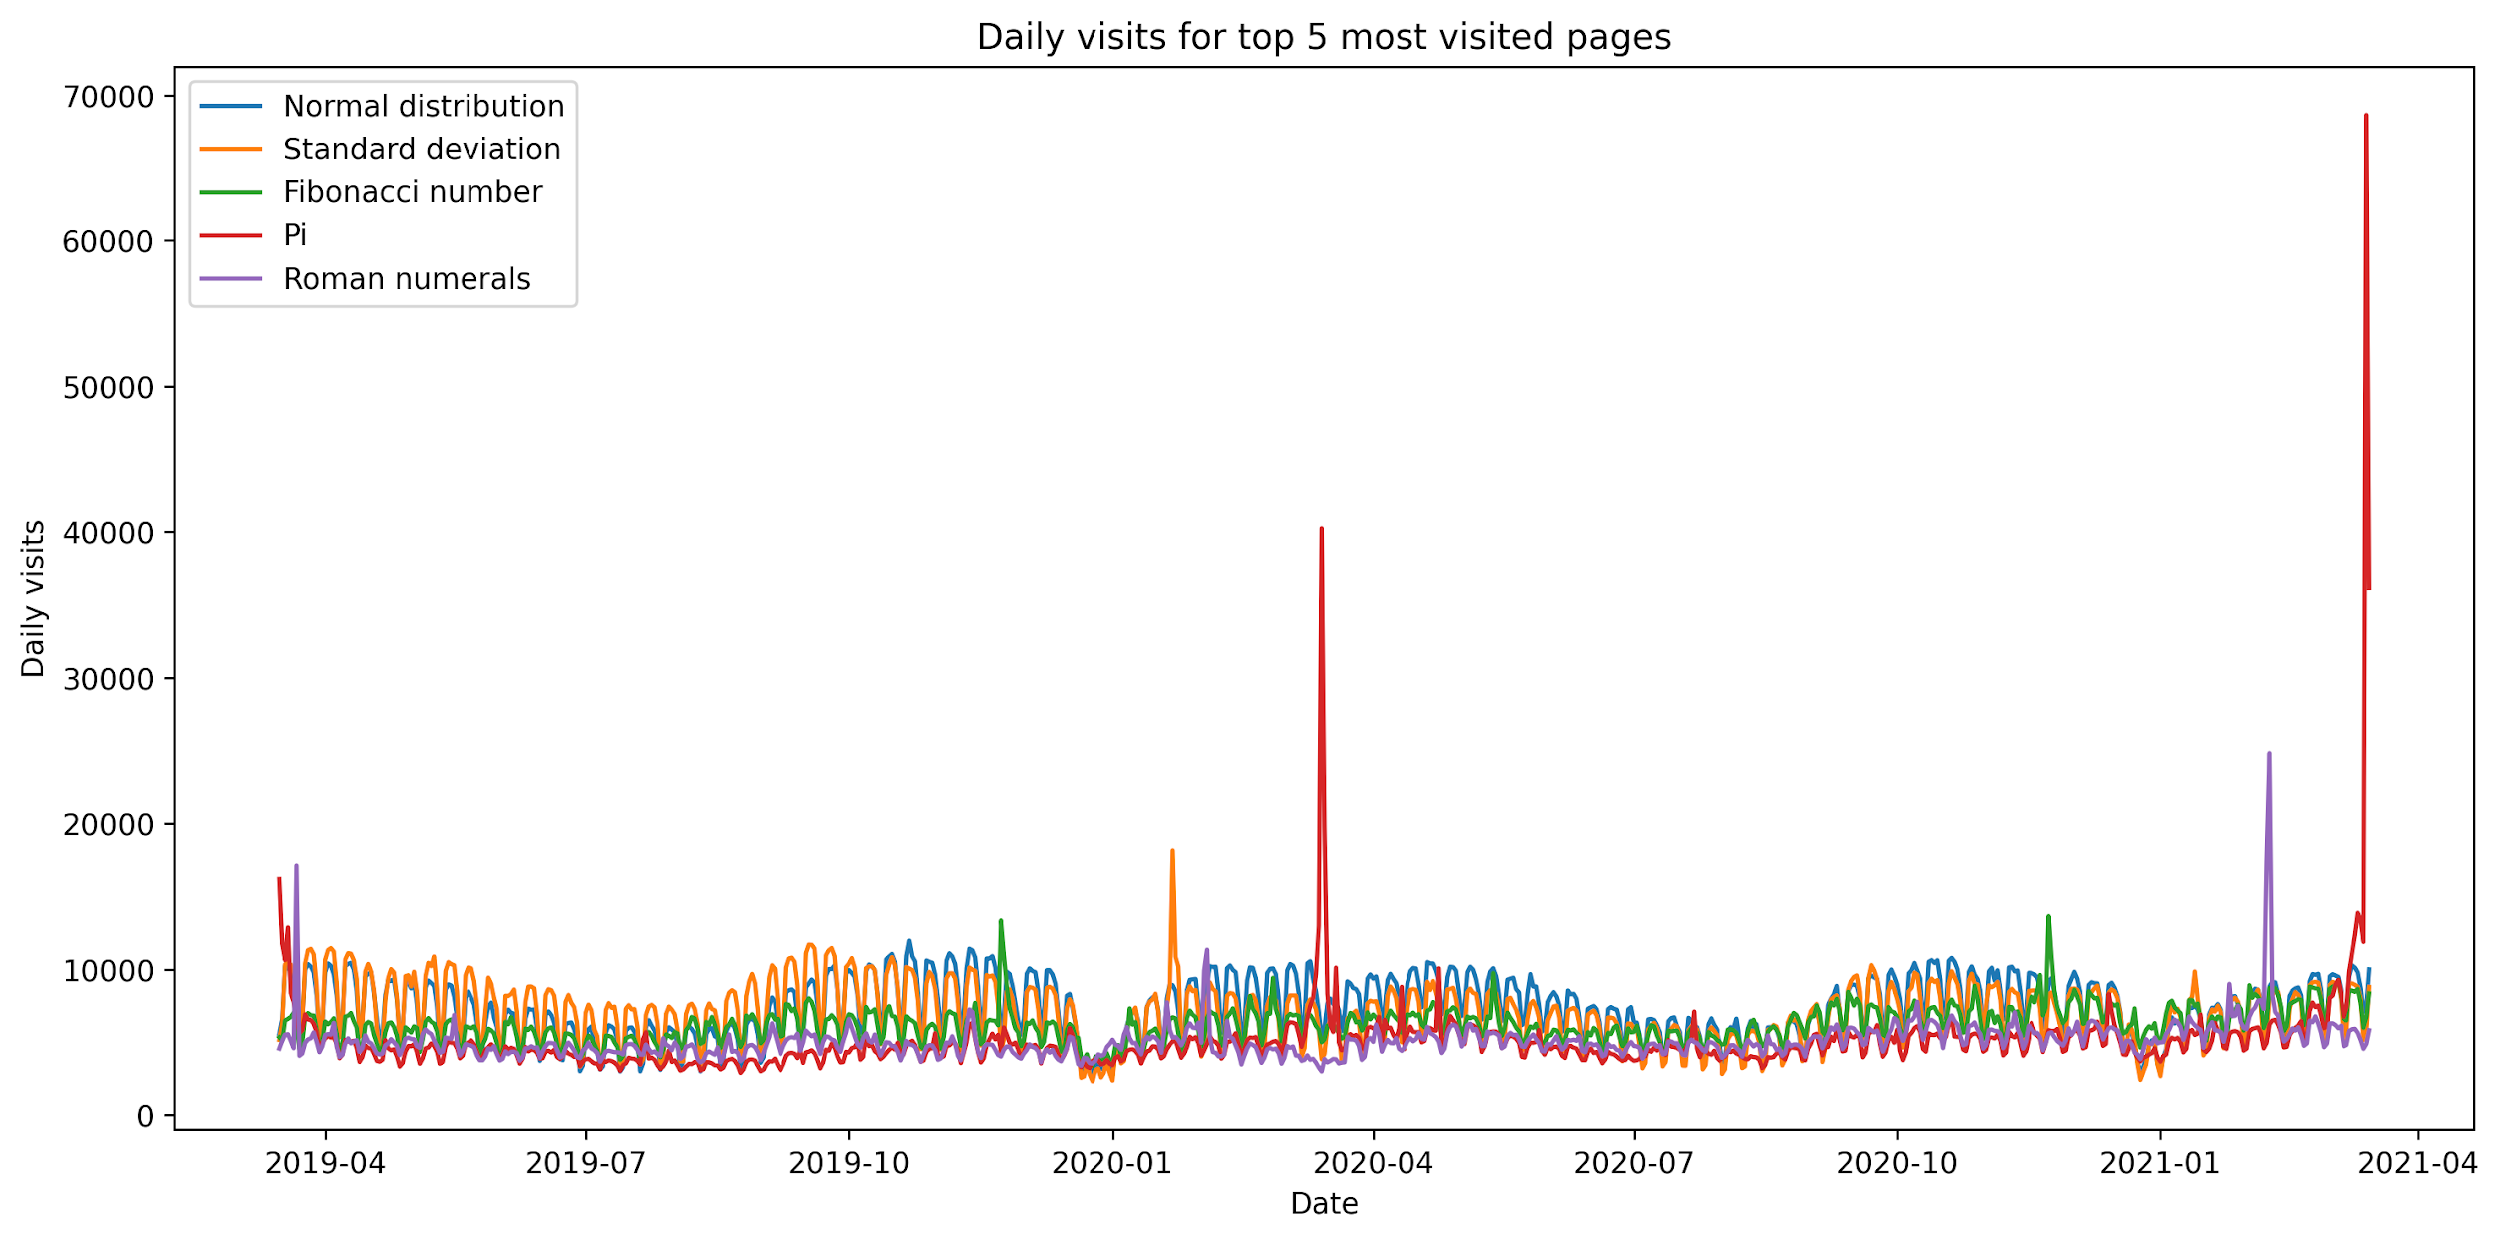 Daily visits for top 5 most visited pages
Normal distribution
Standard deviation
Fibonacci number
Pi
Roman numerals
70000
60000
50000
40000
30000
20000
10000
0
Daily visits
2019-04 2019-07 2019-10 2020-01 2020-04 2020-07 2020-10 2021-01 2021-04
Date